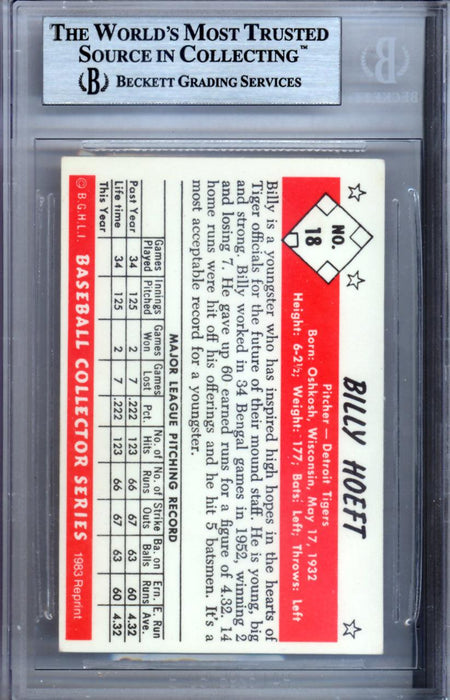 THE WORLD'S MOST TRUSTED
SOURCE IN COLLECTING™
B BECKETT GRADING SERVICES
B
BECKETT
NO.
18
BILLY HOEFT
Pitcher — Detroit Tigers
Born: Oshkosh, Wisconsin, May 17, 1932
Height: 6-2½; Weight: 177; Bats: Left; Throws: Left
Billy is a youngster who has inspired high hopes in the hearts of
Tiger officials for the future of their mound staff. He is young, big
and strong. Billy worked in 34 Bengal games in 1952, winning 2
and losing 7. He gave up 60 earned runs for a figure of 4.32, 14
home runs were hit off his offerings and he hit 5 batsmen. It's a
most acceptable record for a youngster.
MAJOR LEAGUE PITCHING RECORD
Games Innings Games Games No. of No. of Strike Ba. on Ern. E. Run
Played Pitched Won Lost Pct. Hits Runs Outs Balls Runs Ave.
Past Year 34 125 2 7 .222 123 66 67 63 60 4.32
Life time 34 125 2 7 .222 123 66 67 63 60 4.32
This Year
© B.G.H.L.I. BASEBALL COLLECTOR SERIES 1983 Reprint